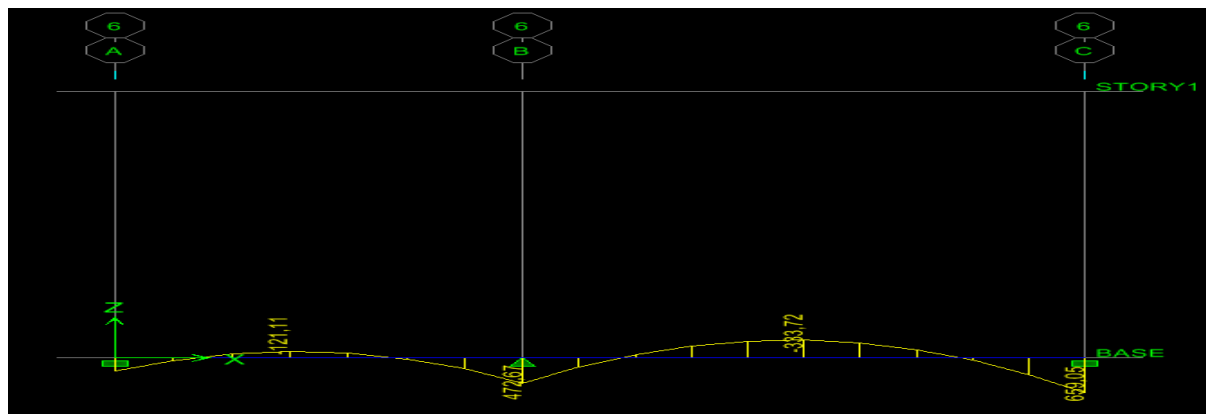 6 6 6
A B C
STORY1
Z
X
-121,11
-333,72
BASE
472,67
659,05